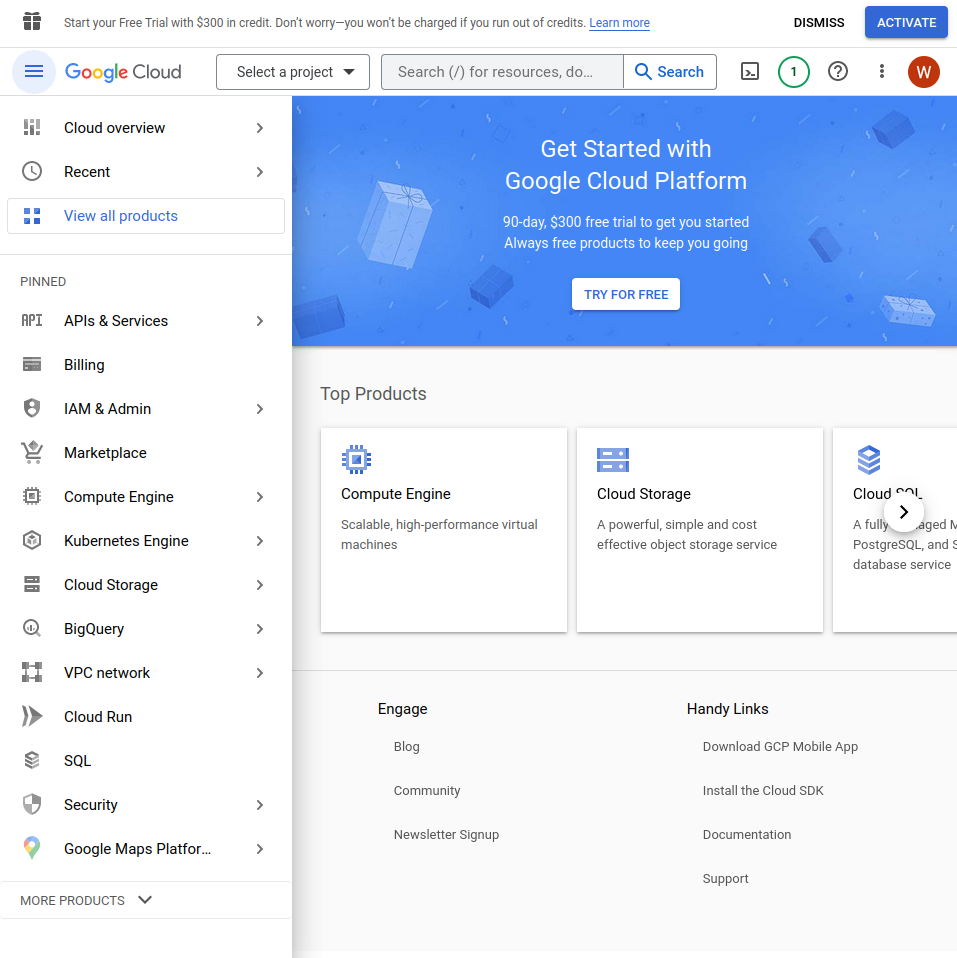 Start your Free Trial with $300 in credit. Don’t worry—you won’t be charged if you run out of credits. Learn more
DISMISS
ACTIVATE
Google Cloud
Select a project
Search (/) for resources, do...
Search
1
W
Cloud overview
Recent
View all products
PINNED
API
APIs & Services
Billing
IAM & Admin
Marketplace
Compute Engine
Kubernetes Engine
Cloud Storage
BigQuery
VPC network
Cloud Run
SQL
Security
Google Maps Platfor...
MORE PRODUCTS
Get Started with
Google Cloud Platform
90-day, $300 free trial to get you started
Always free products to keep you going
TRY FOR FREE
Top Products
Compute Engine
Scalable, high-performance virtual
machines
Cloud Storage
A powerful, simple and cost
effective object storage service
Cloud SQL
A fully
PostgreSQL, and
database service
Engage
Blog
Community
Newsletter Signup
Handy Links
Download GCP Mobile App
Install the Cloud SDK
Documentation
Support